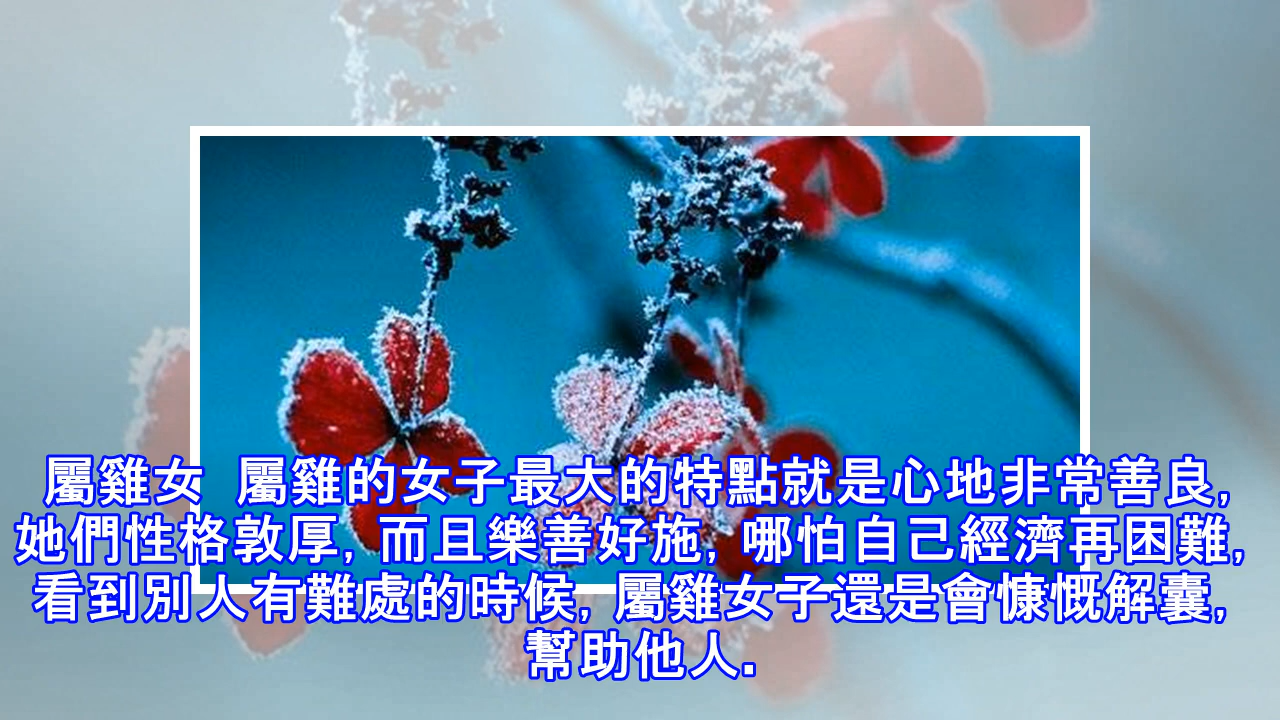 屬雞女 屬雞的女子最大的特點就是心地非常善良,
她們性格敦厚,而且樂善好施,哪怕自己經濟再困難,
看到別人有難處的時候,屬雞女子還是會慷慨解囊,
幫助他人.